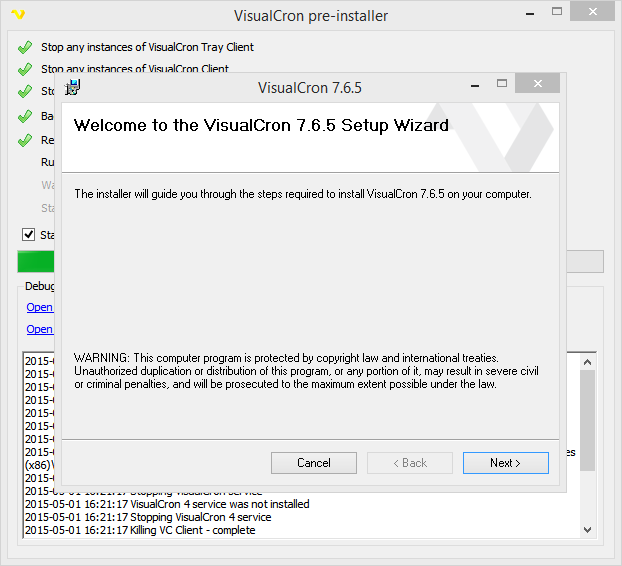 VisualCron pre-installer
Stop any instances of VisualCron Tray Client
Stop any instances of VisualCron Client
VisualCron 7.6.5
Welcome to the VisualCron 7.6.5 Setup Wizard
The installer will guide you through the steps required to install VisualCron 7.6.5 on your computer.
WARNING: This computer program is protected by copyright law and international treaties.
Unauthorized duplication or distribution of this program, or any portion of it, may result in severe civil
or criminal penalties, and will be prosecuted to the maximum extent possible under the law.
Cancel
< Back
Next >
Sto
Ba
Re
Ru
Wa
Sta
Sta
Debug
Open
Open
2015-0
2015-0
2015-0
2015-0
2015-0
2015-0
2015-0
es
(x86)\
2015-0
2015-05-01 16:21:17 Stopping VisualCron service
2015-05-01 16:21:17 VisualCron 4 service was not installed
2015-05-01 16:21:17 Stopping VisualCron 4 service
2015-05-01 16:21:17 Killing VC Client - complete